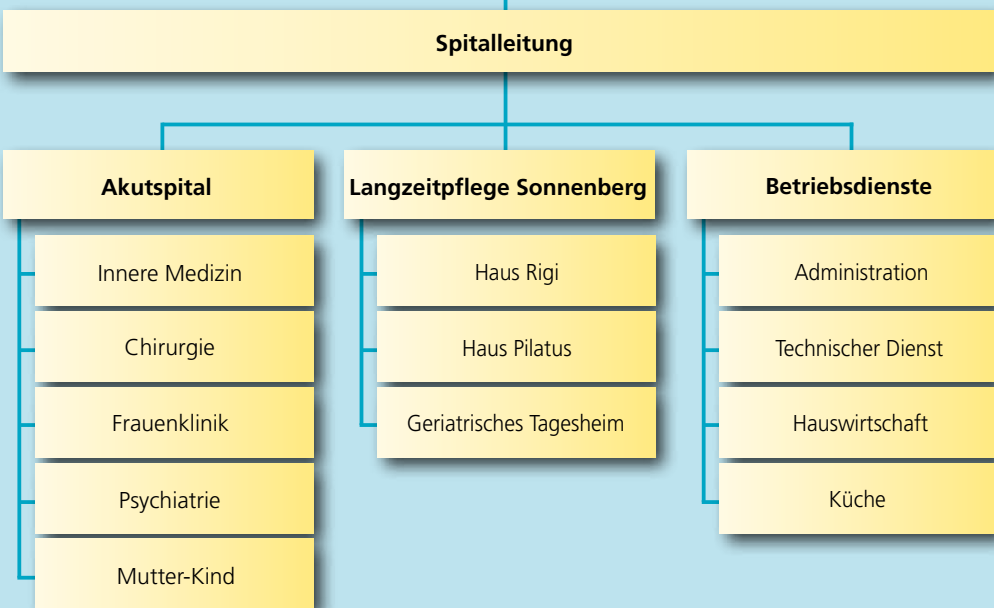 Spitalleitung
Akutspital
Innere Medizin
Chirurgie
Frauenklinik
Psychiatrie
Mutter-Kind
Langzeitpflege Sonnenberg
Haus Rigi
Haus Pilatus
Geriatrisches Tagesheim
Betriebsdienste
Administration
Technischer Dienst
Hauswirtschaft
Küche